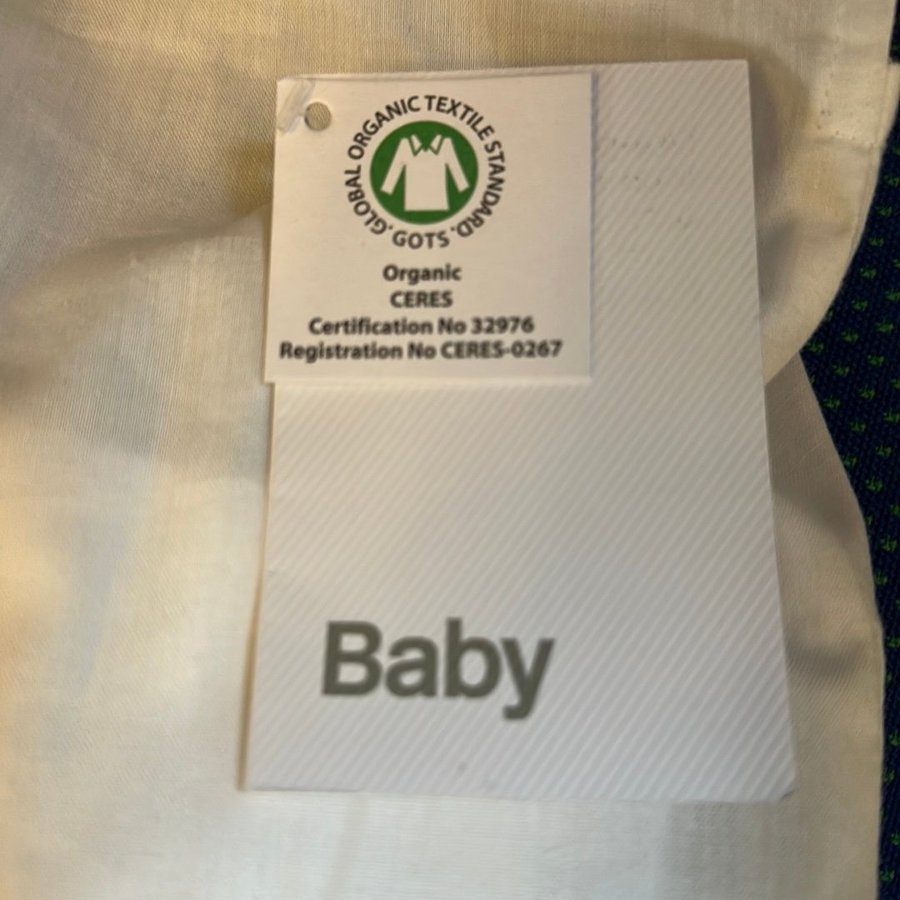 GLOBAL ORGANIC TEXTILE STANDARD · GOTS ·
Organic
CERES
Certification No 32976
Registration No CERES-0267
Baby